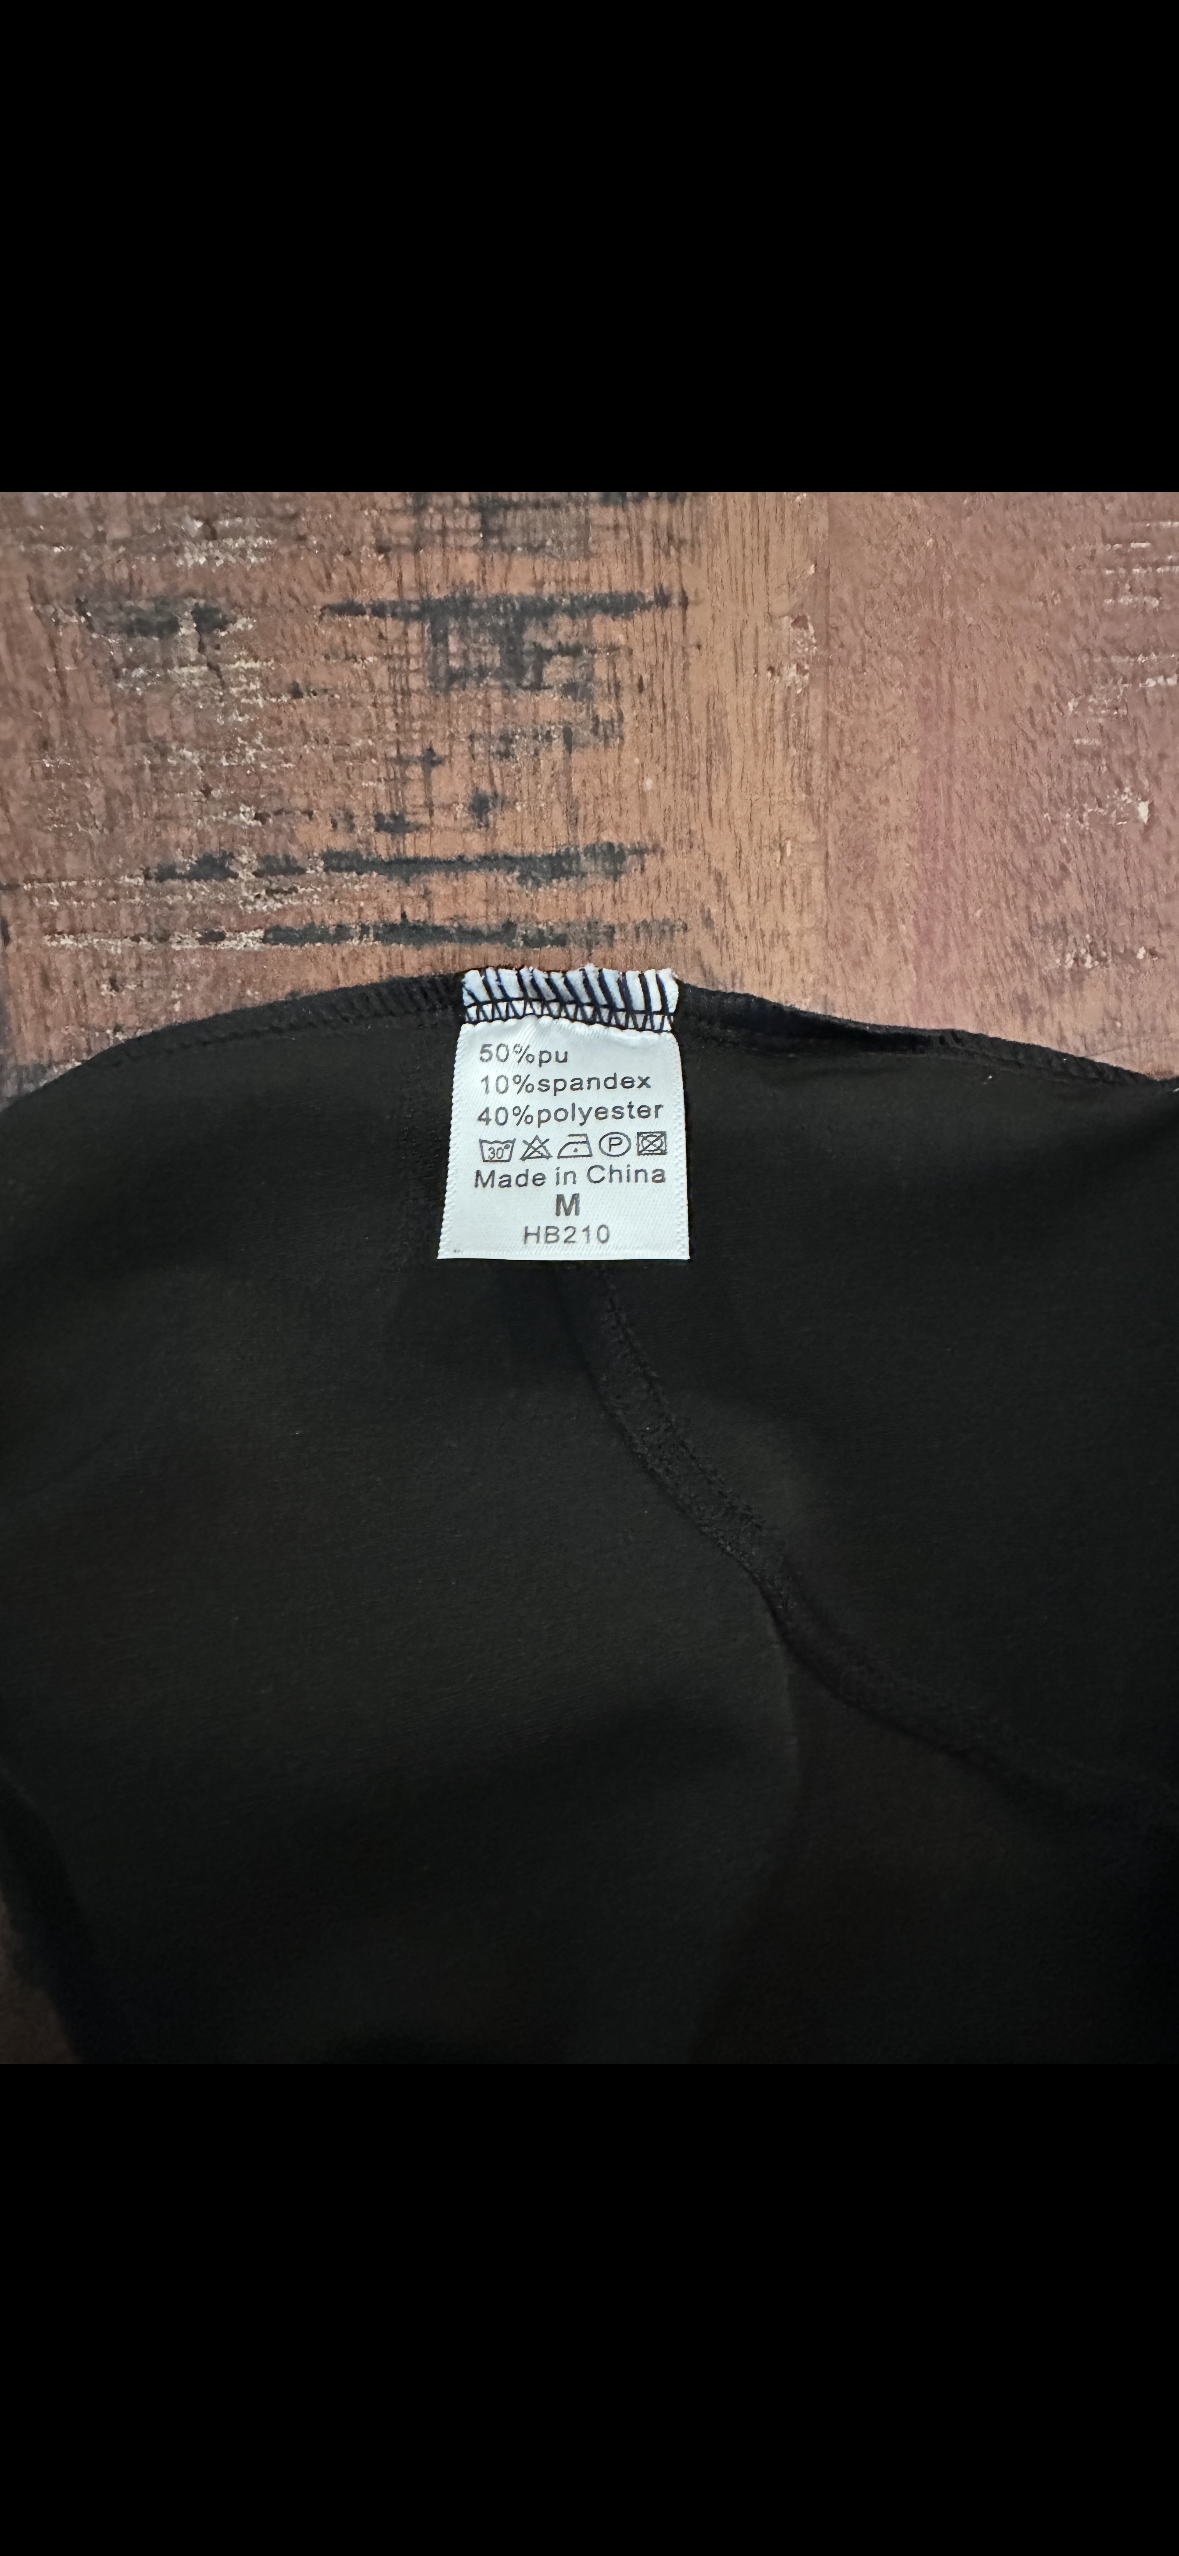 50%pu
10%spandex
40%polyester
30° P
Made in China
M
HB210